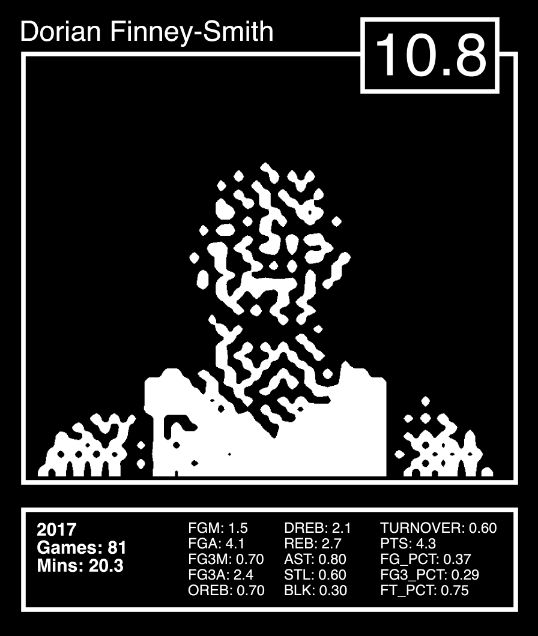 Dorian Finney-Smith
10.8
2017
Games: 81
Mins: 20.3
FGM: 1.5
FGA: 4.1
FG3M: 0.70
FG3A: 2.4
OREB: 0.70
DREB: 2.1
REB: 2.7
AST: 0.80
STL: 0.60
BLK: 0.30
TURNOVER: 0.60
PTS: 4.3
FG_PCT: 0.37
FG3_PCT: 0.29
FT_PCT: 0.75